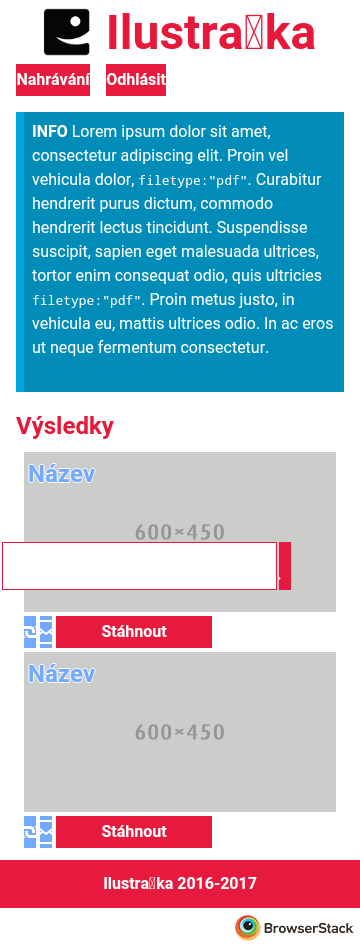 Ilustra▯ka
Nahrávání Odhlásit
INFO Lorem ipsum dolor sit amet,
consectetur adipiscing elit. Proin vel
vehicula dolor, filetype:"pdf". Curabitur
hendrerit purus dictum, commodo
hendrerit lectus tincidunt. Suspendisse
suscipit, sapien eget malesuada ultrices,
tortor enim consequat odio, quis ultricies
filetype:"pdf". Proin metus justo, in
vehicula eu, mattis ultrices odio. In ac eros
ut neque fermentum consectetur.
Výsledky
Název
600×450
Stáhnout
Název
600×450
Stáhnout
Ilustra▯ka 2016-2017
BrowserStack